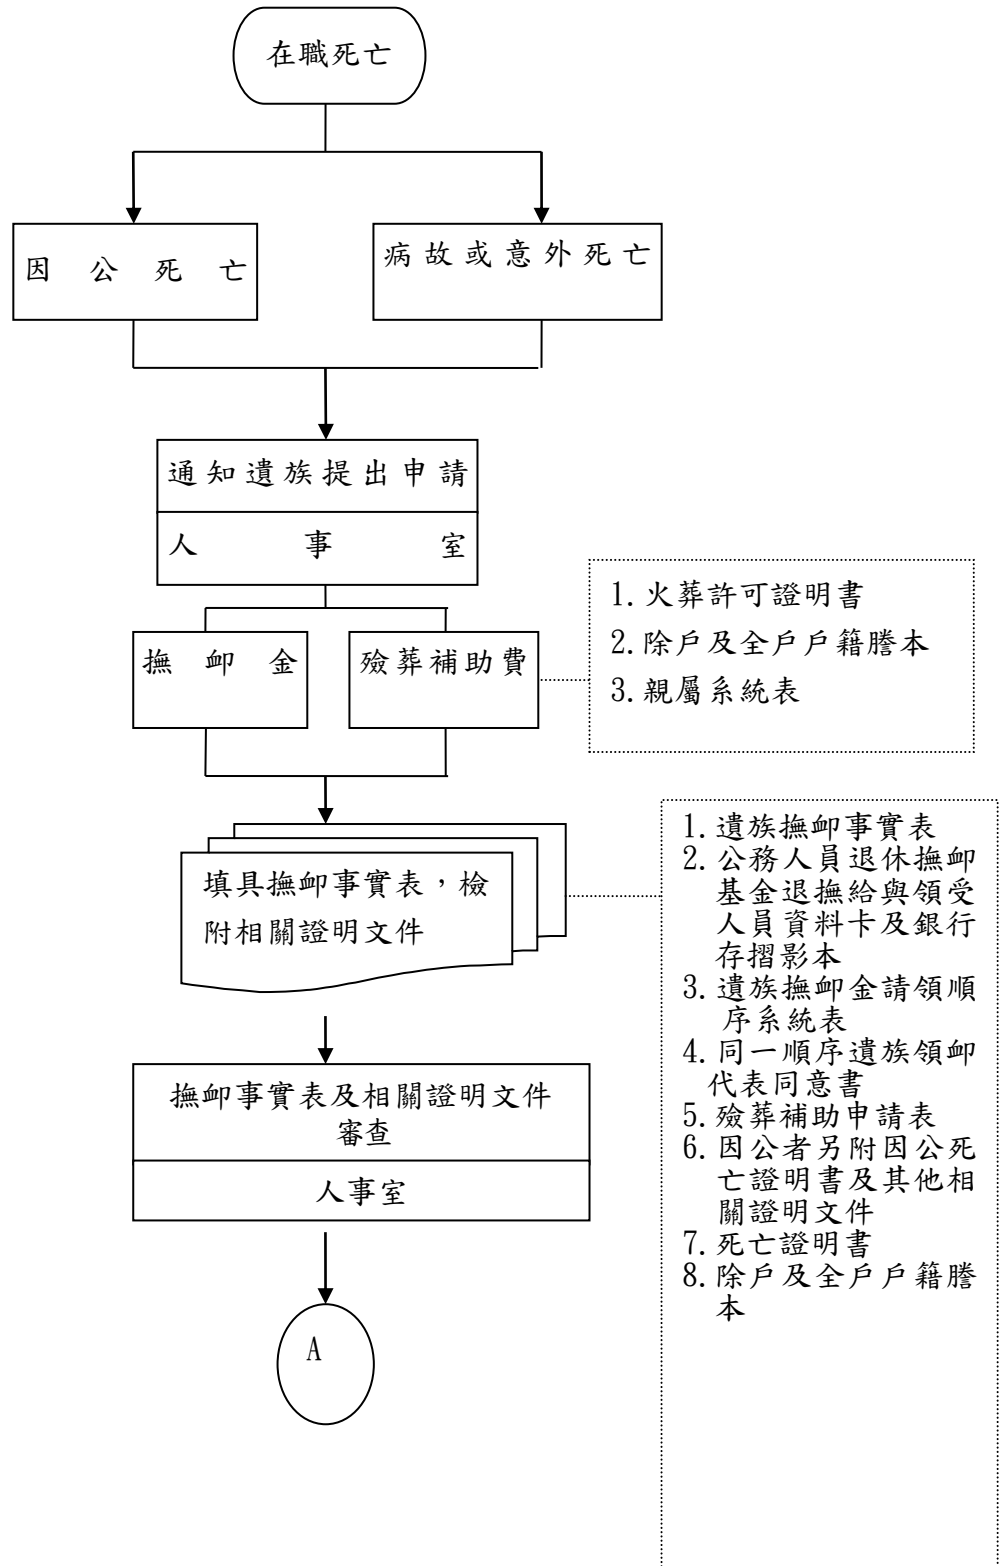 在職死亡
因公死亡
病故或意外死亡
通知遺族提出申請
人事室
撫卹金
殮葬補助費
1.火葬許可證明書
2.除戶及全戶戶籍謄本
3.親屬系統表
填具撫卹事實表，檢
附相關證明文件
1.遺族撫卹事實表
2.公務人員退休撫卹
基金退撫給與領受
人員資料卡及銀行
存摺影本
3.遺族撫卹金請領順
序系統表
4.同一順序遺族領卹
代表同意書
5.殮葬補助申請表
6.因公者另附因公死
亡證明書及其他相
關證明文件
7.死亡證明書
8.除戶及全戶戶籍謄
本
撫卹事實表及相關證明文件
審查
人事室
A